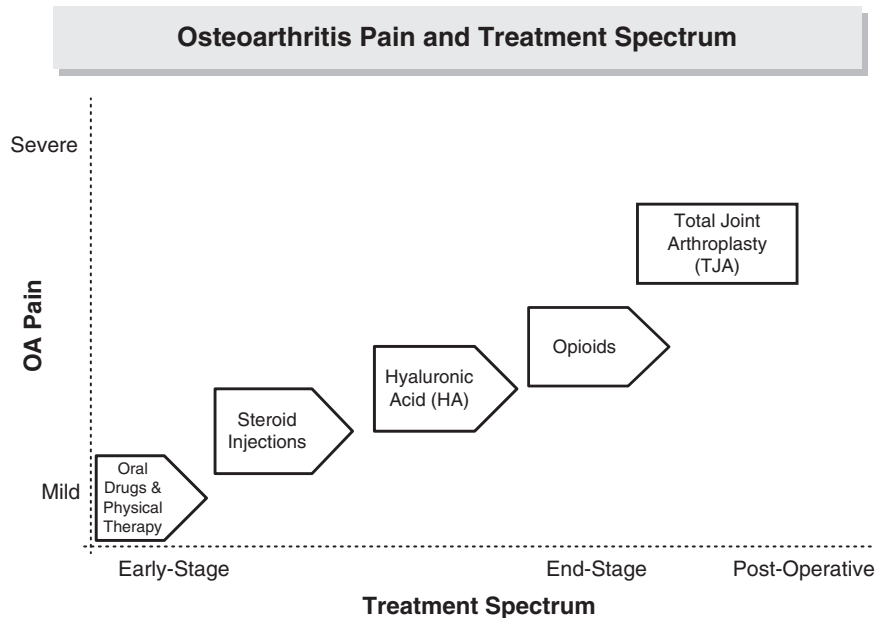 Osteoarthritis Pain and Treatment Spectrum
Severe
Total Joint
Arthroplasty
(TJA)
OA Pain
Opioids
Hyaluronic
Acid (HA)
Steroid
Injections
Mild
Oral
Drugs &
Physical
Therapy
Early-Stage
End-Stage
Post-Operative
Treatment Spectrum